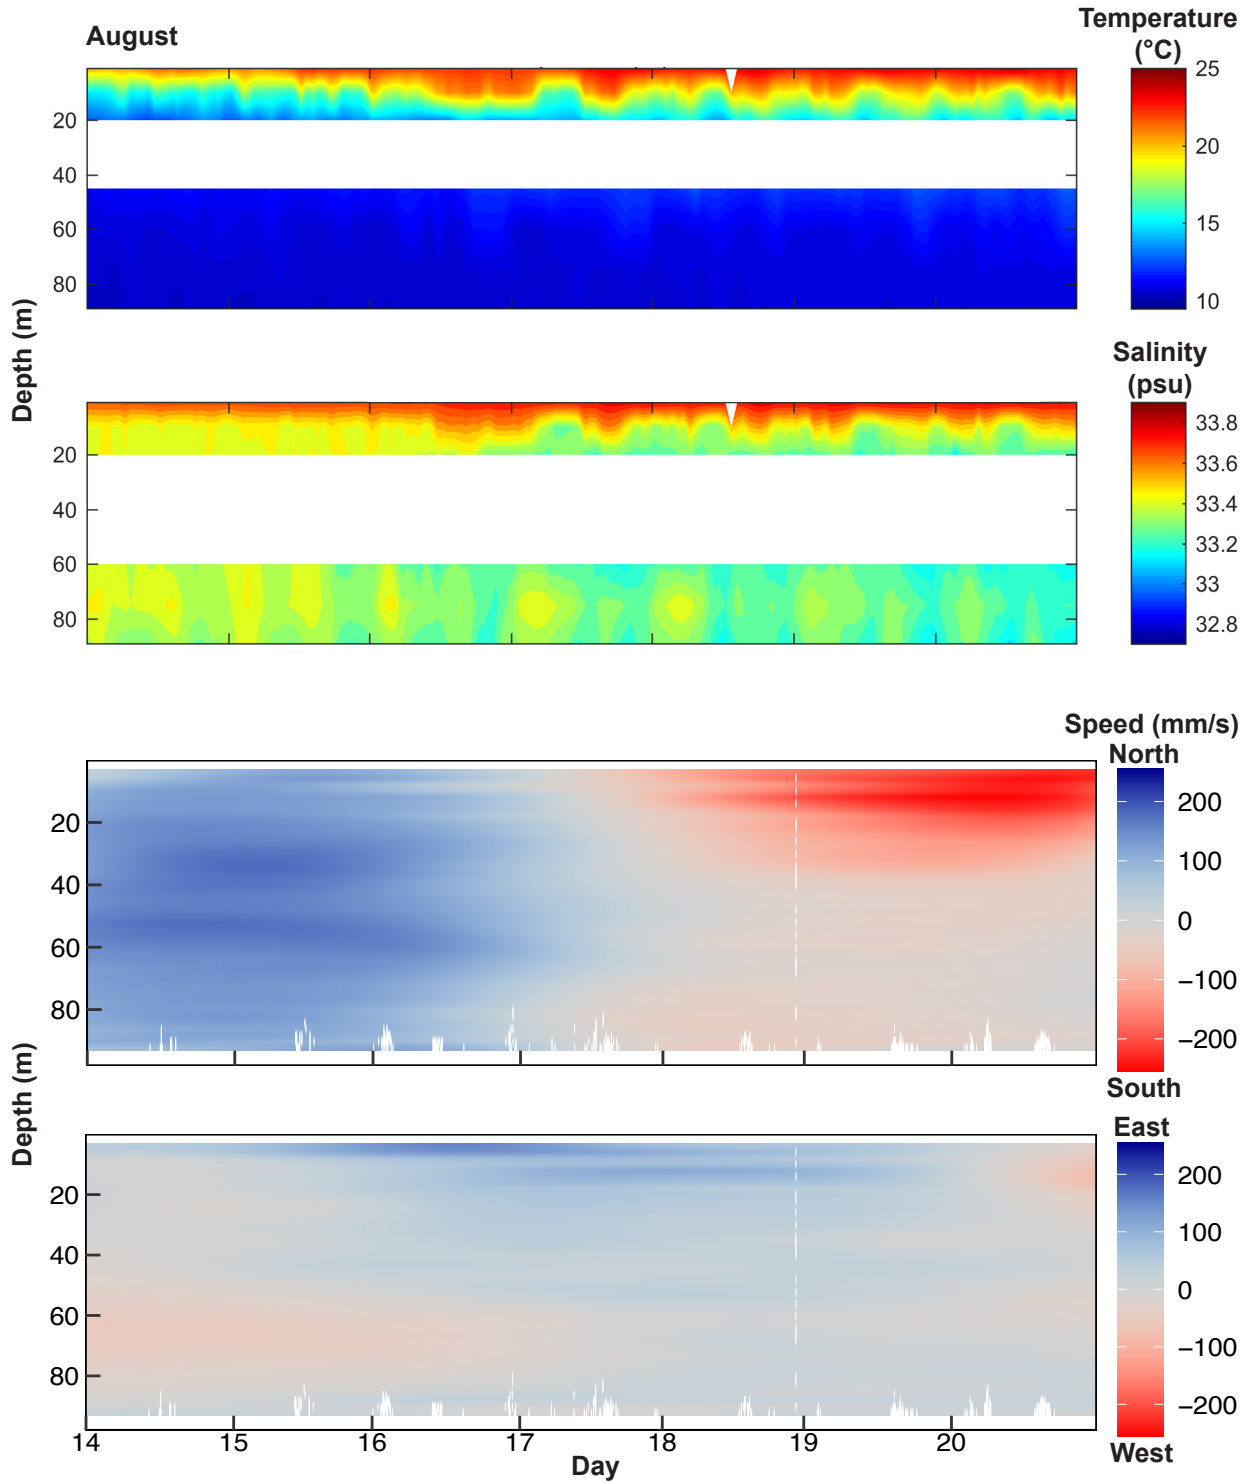 August
Temperature
(°C)
25
20
15
10
20
40
60
80
Depth (m)
Salinity
(psu)
33.8
33.6
33.4
33.2
33
32.8
20
40
60
80
Speed (mm/s)
North
200
100
0
−100
−200
South
20
40
60
80
Depth (m)
East
200
100
0
−100
−200
West
20
40
60
80
14 15 16 17 18 19 20
Day